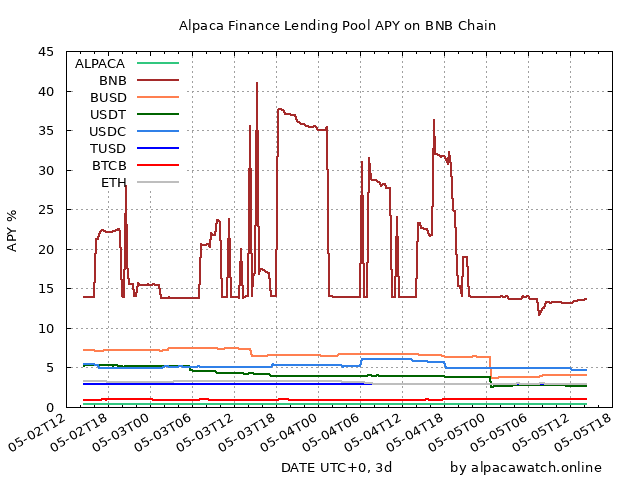 Alpaca Finance Lending Pool APY on BNB Chain
45
40
35
30
25
20
15
10
5
0
APY %
ALPACA
BNB
BUSD
USDT
USDC
TUSD
BTCB
ETH
05-02T12
05-02T18
05-03T00
05-03T06
05-03T12
05-03T18
05-04T00
05-04T06
05-04T12
05-04T18
05-05T00
05-05T06
05-05T12
05-05T18
DATE UTC+0, 3d
by alpacawatch.online